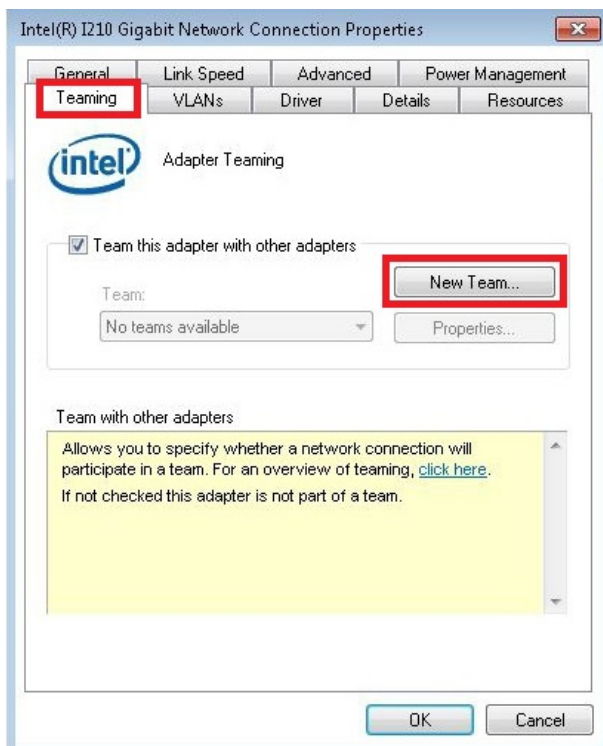 Intel(R) I210 Gigabit Network Connection Properties
General Link Speed Advanced Power Management
Teaming VLANs Driver Details Resources
intel Adapter Teaming
Team this adapter with other adapters
New Team...
Team:
No teams available Properties...
Team with other adapters
Allows you to specify whether a network connection will
participate in a team. For an overview of teaming, click here.
If not checked this adapter is not part of a team.
OK Cancel